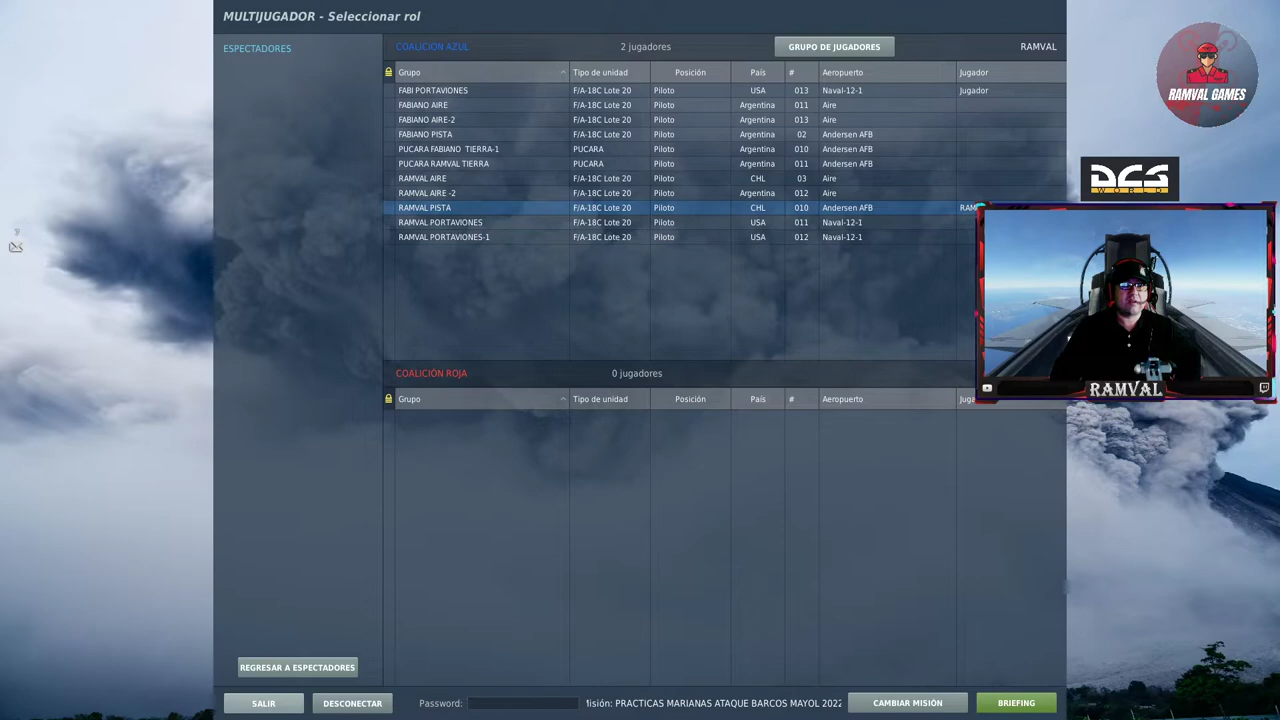 MULTIJUGADOR - Seleccionar rol
ESPECTADORES
COALICION AZUL 2 jugadores GRUPO DE JUGADORES RAMVAL
Grupo Tipo de unidad Posición País # Aeropuerto Jugador
FABI PORTAVIONES F/A-18C Lote 20 Piloto USA 013 Naval-12-1 Jugador
FABIANO AIRE F/A-18C Lote 20 Piloto Argentina 011 Aire
FABIANO AIRE-2 F/A-18C Lote 20 Piloto Argentina 013 Aire
FABIANO PISTA F/A-18C Lote 20 Piloto Argentina 02 Andersen AFB
PUCARA FABIANO TIERRA-1 PUCARA Piloto Argentina 010 Andersen AFB
PUCARA RAMVAL TIERRA PUCARA Piloto Argentina 011 Andersen AFB
RAMVAL AIRE F/A-18C Lote 20 Piloto CHL 03 Aire
RAMVAL AIRE -2 F/A-18C Lote 20 Piloto Argentina 012 Aire
RAMVAL PISTA F/A-18C Lote 20 Piloto CHL 010 Andersen AFB RAM
RAMVAL PORTAVIONES F/A-18C Lote 20 Piloto USA 011 Naval-12-1
RAMVAL PORTAVIONES-1 F/A-18C Lote 20 Piloto USA 012 Naval-12-1
COALICIÓN ROJA 0 jugadores
Grupo Tipo de unidad Posición País # Aeropuerto Juga
REGRESAR A ESPECTADORES
SALIR DESCONECTAR Password: Misión: PRACTICAS MARIANAS ATAQUE BARCOS MAYOL 2022 CAMBIAR MISIÓN BRIEFING
RAMVAL GAMES
DCS
WORLD
RAMVAL